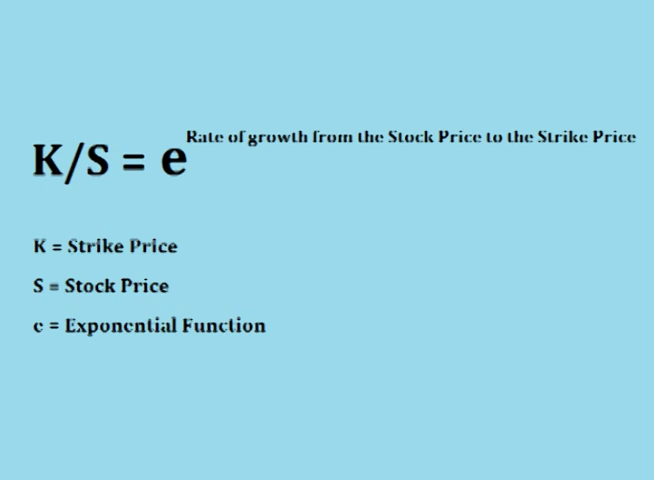 K/S = e^Rate of growth from the Stock Price to the Strike Price
K = Strike Price
S = Stock Price
e = Exponential Function